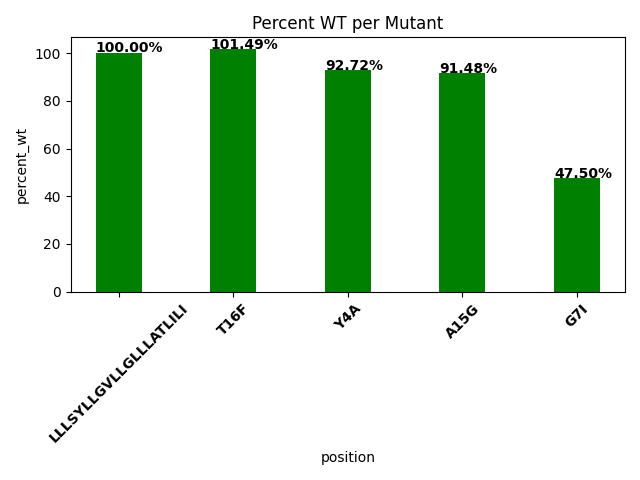 Percent WT per Mutant
percent_wt
100
80
60
40
20
0
100.00%
101.49%
92.72%
91.48%
47.50%
LLLSYLLGVLLGLLLATLILI
T16F
Y4A
A15G
G7I
position